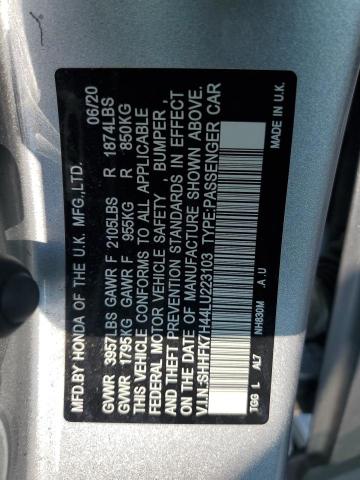 MFD.BY HONDA OF THE U.K. MFG.,LTD. 06/20
GVWR 3957LBS GAWR F 2105LBS R 1874LBS
GVWR 1795KG GAWR F 955KG R 850KG
THIS VEHICLE CONFORMS TO ALL APPLICABLE
FEDERAL MOTOR VEHICLE SAFETY , BUMPER ,
AND THEFT PREVENTION STANDARDS IN EFFECT
ON THE DATE OF MANUFACTURE SHOWN ABOVE.
V.I.N.:SHHFK7H44LU223103 TYPE:PASSENGER CAR
NH830M .A.U MADE IN U.K.
TGG L AL7